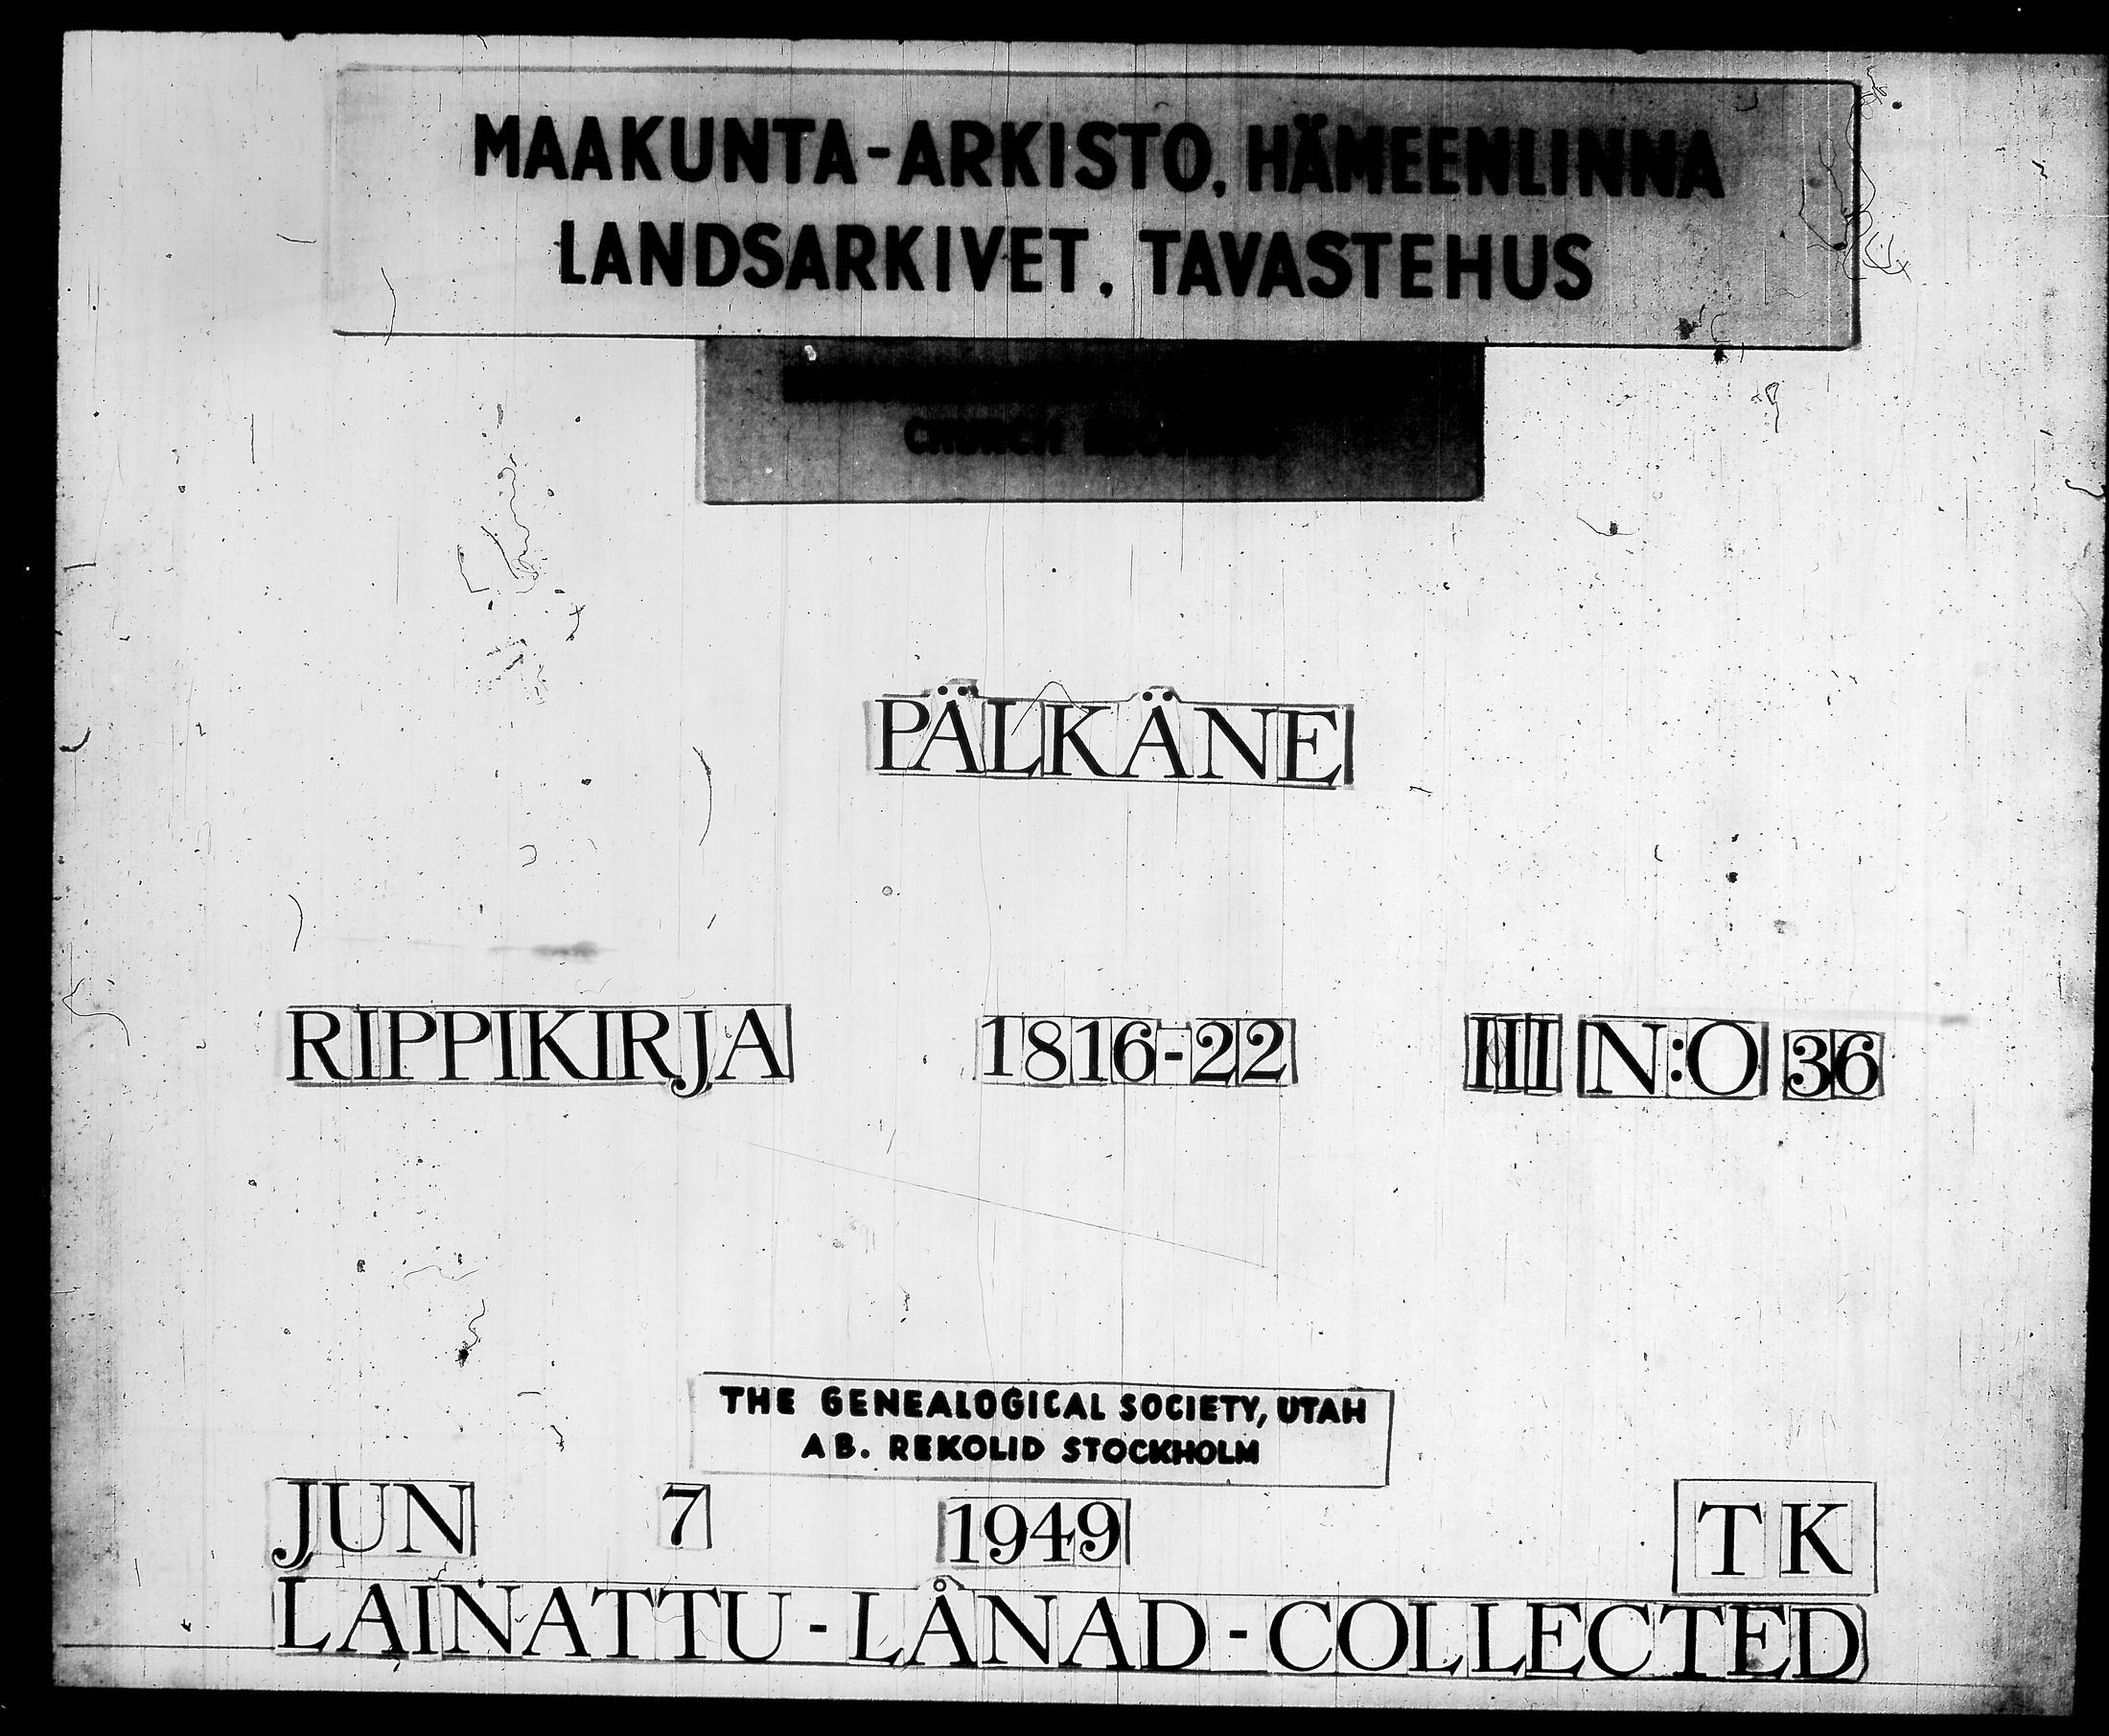 MAAKUNTA-ARKISTO, HÄMEENLINNA
LANDSARKIVET, TAVASTEHUS
CHURCH
PÄLKÄNE
RIPPIKIRJA 1816-22 III N:O 36
THE GENEALOGICAL SOCIETY, UTAH
AB. REKOLID STOCKHOLM
JUN 7 1949 TK
LAINATTU-LÅNAD-COLLECTED